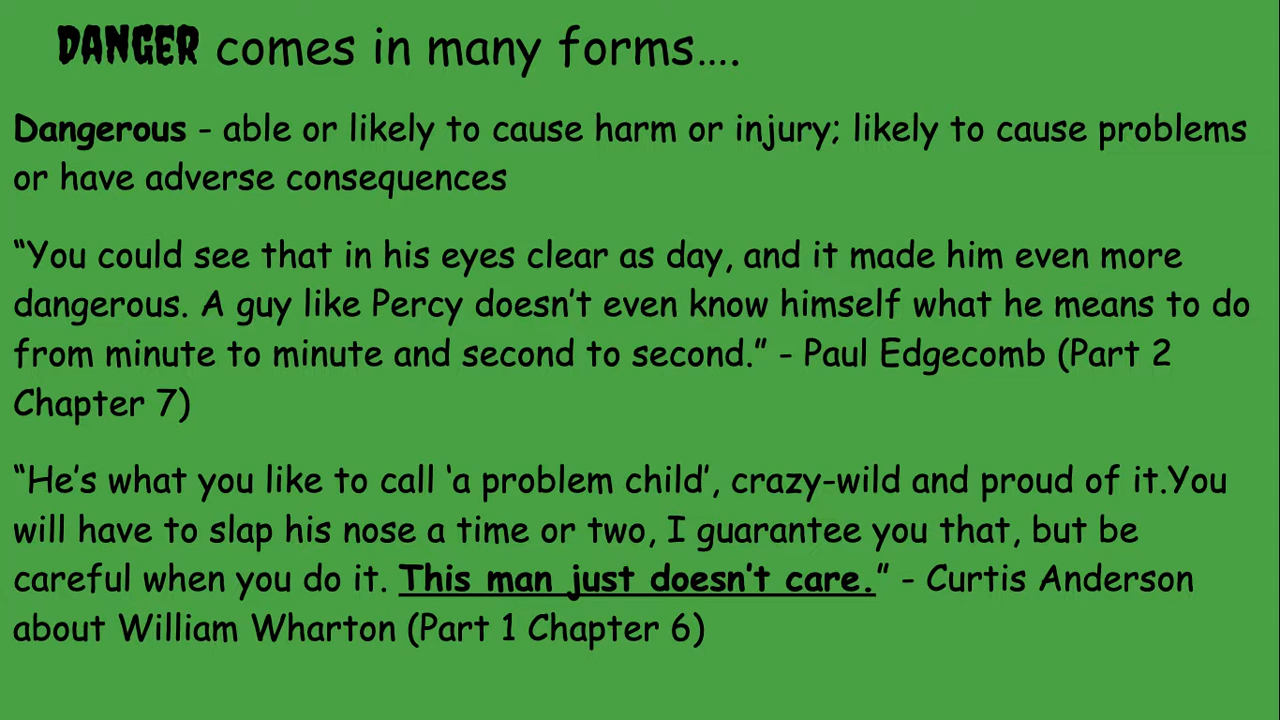 DANGER comes in many forms....
Dangerous - able or likely to cause harm or injury; likely to cause problems
or have adverse consequences
“You could see that in his eyes clear as day, and it made him even more
dangerous. A guy like Percy doesn’t even know himself what he means to do
from minute to minute and second to second.” - Paul Edgecomb (Part 2
Chapter 7)
“He’s what you like to call ‘a problem child’, crazy-wild and proud of it.You
will have to slap his nose a time or two, I guarantee you that, but be
careful when you do it. This man just doesn’t care.” - Curtis Anderson
about William Wharton (Part 1 Chapter 6)